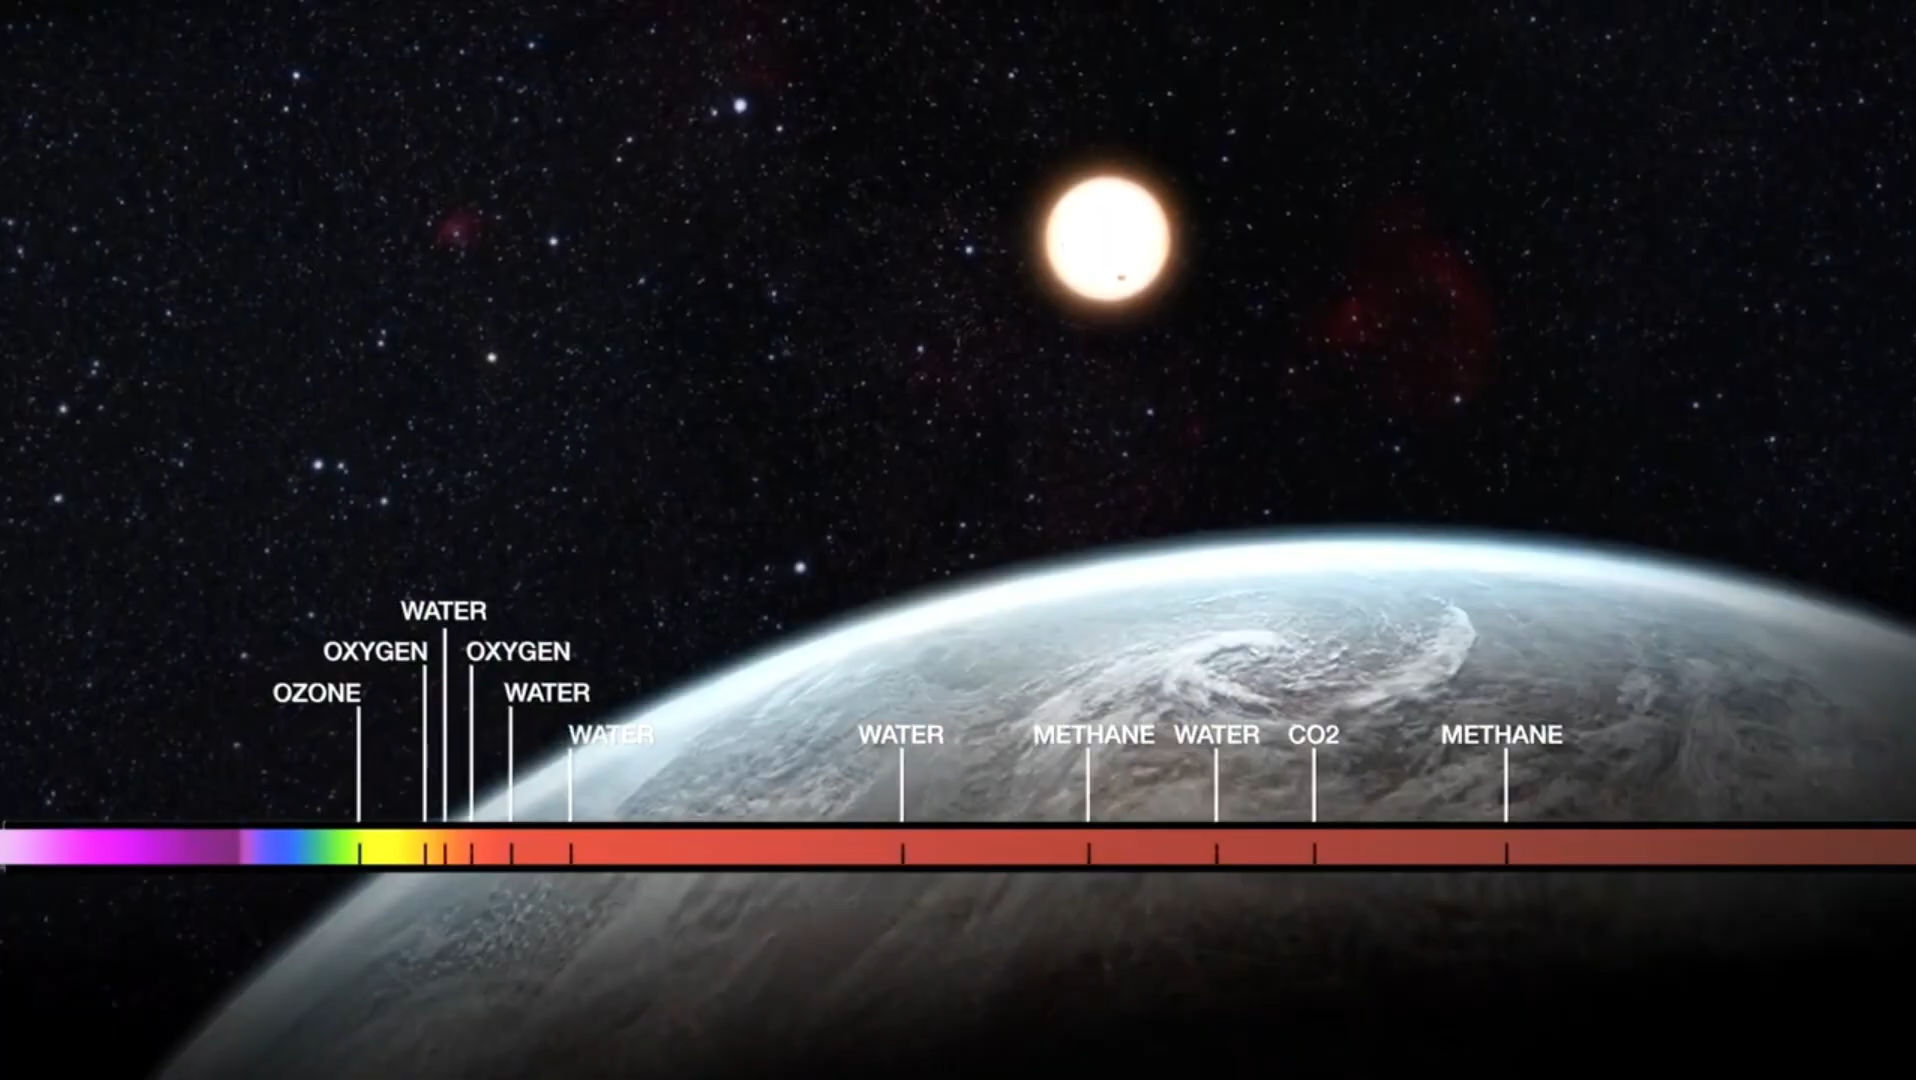 WATER
OXYGEN OXYGEN
OZONE WATER
WATER WATER METHANE WATER CO2 METHANE